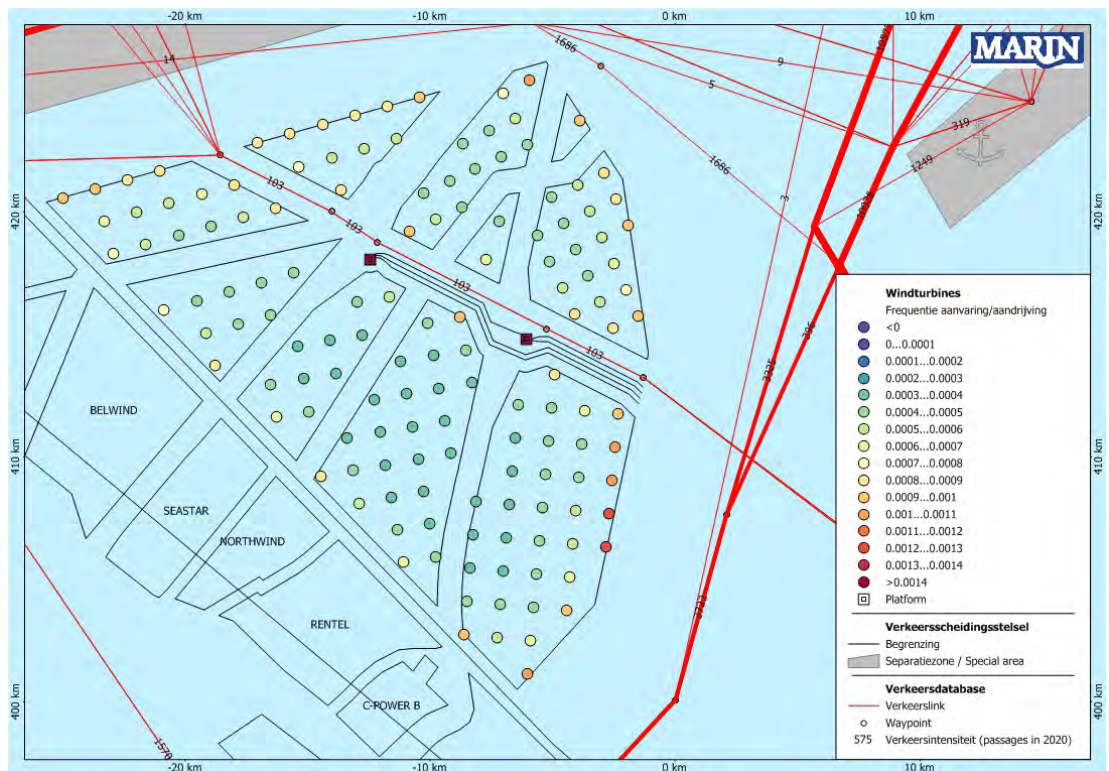 -20 km
-10 km
0 km
10 km
MARIN
14
1686
5
9
319
1249
1686
3
103
103
103
103
3325
396
3723
1570
420 km
420 km
410 km
410 km
400 km
400 km
BELWIND
SEASTAR
NORTHWIND
RENTEL
C-POWER B
Windturbines
Frequentie aanvaring/aandrijving
<0
0...0.0001
0.0001...0.0002
0.0002...0.0003
0.0003...0.0004
0.0004...0.0005
0.0005...0.0006
0.0006...0.0007
0.0007...0.0008
0.0008...0.0009
0.0009...0.001
0.001...0.0011
0.0011...0.0012
0.0012...0.0013
0.0013...0.0014
>0.0014
Platform
Verkeersscheidingsstelsel
Begrenzing
Separatiezone / Special area
Verkeersdatabase
Verkeerslink
Waypoint
575 Verkeersintensiteit (passages in 2020)
-20 km
-10 km
0 km
10 km